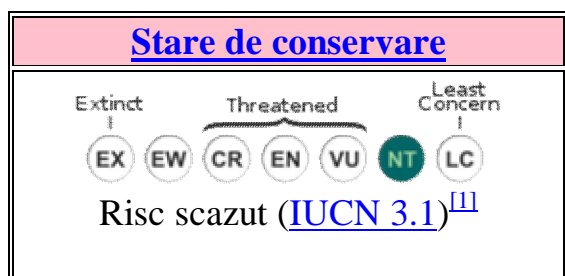 Stare de conservare
Least
Extinct Threatened Concern
EX EW CR EN VU NT LC
Risc scazut (IUCN 3.1)[1]